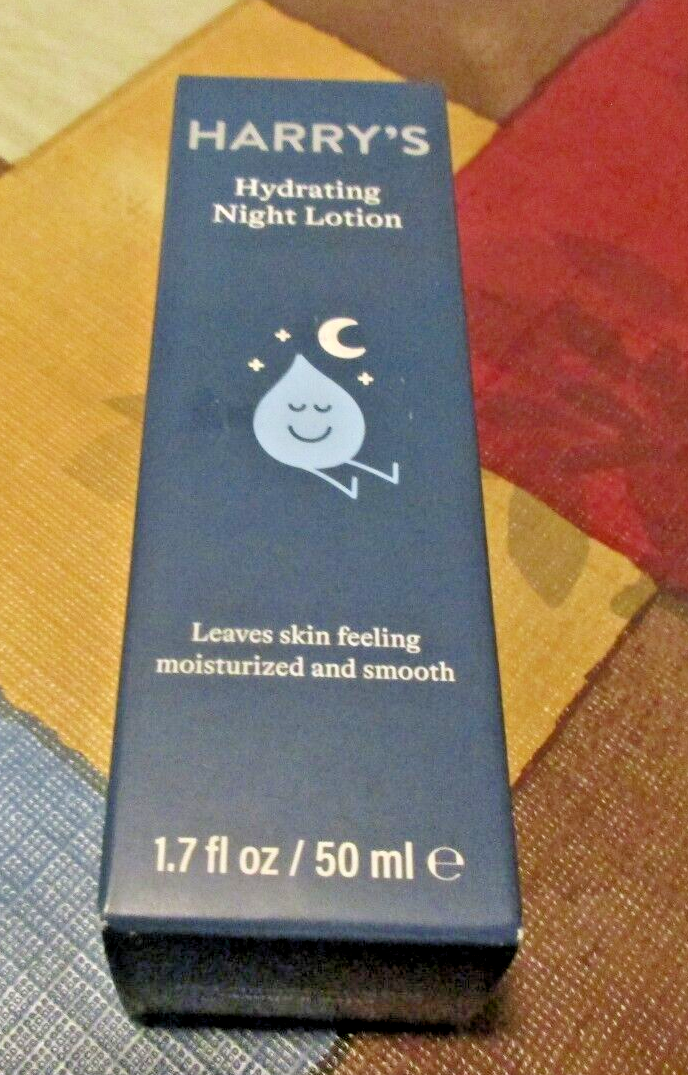 HARRY'S
Hydrating
Night Lotion
Leaves skin feeling
moisturized and smooth
1.7 fl oz / 50 ml ℮